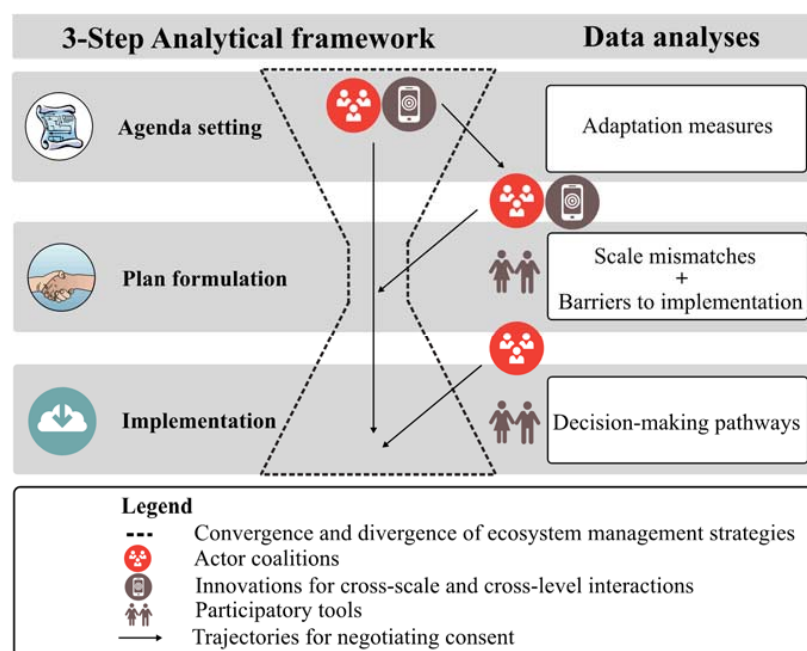 3-Step Analytical framework
Data analyses
Agenda setting
Adaptation measures
Plan formulation
Scale mismatches
+
Barriers to implementation
Implementation
Decision-making pathways
Legend
Convergence and divergence of ecosystem management strategies
Actor coalitions
Innovations for cross-scale and cross-level interactions
Participatory tools
Trajectories for negotiating consent